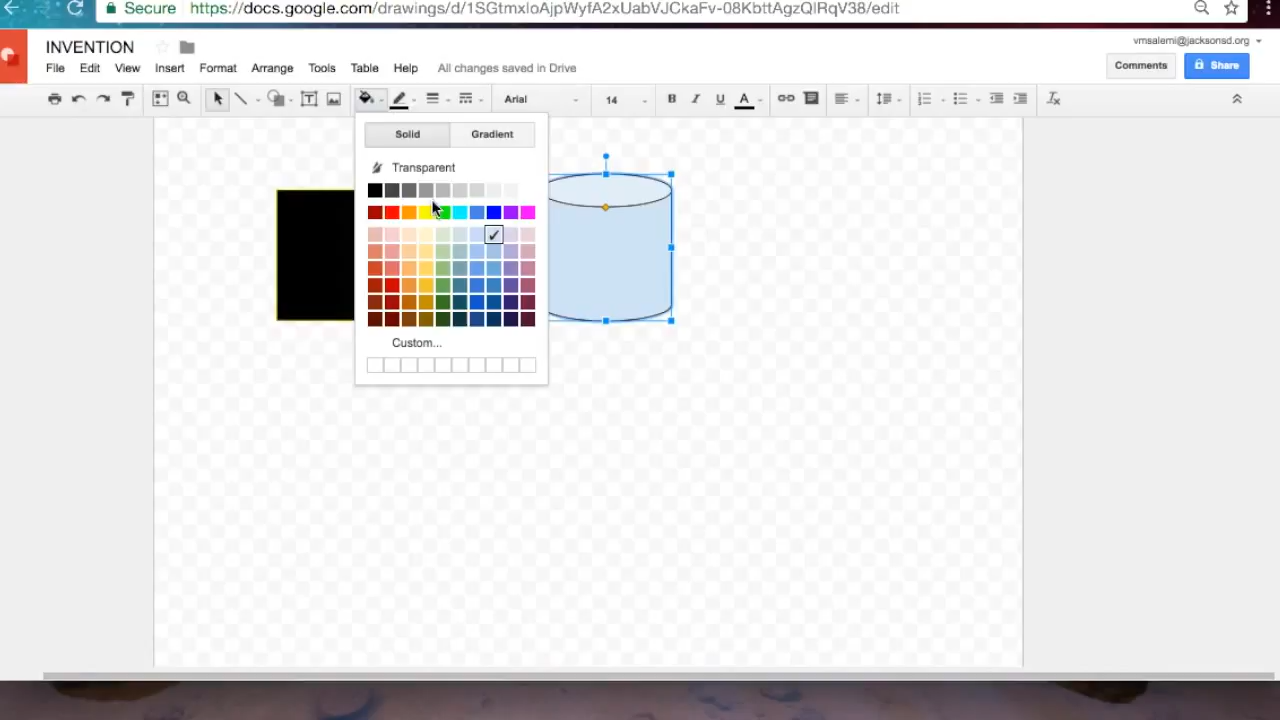 Secure https://docs.google.com/drawings/d/1SGtmxloAjpWyfA2xUabVJCkaFv-08KbttAgzQlRqV38/edit
INVENTION
vmsalemi@jacksonsd.org
File Edit View Insert Format Arrange Tools Table Help All changes saved in Drive
Comments Share
Arial 14 B I U A
Solid Gradient
Transparent
Custom...